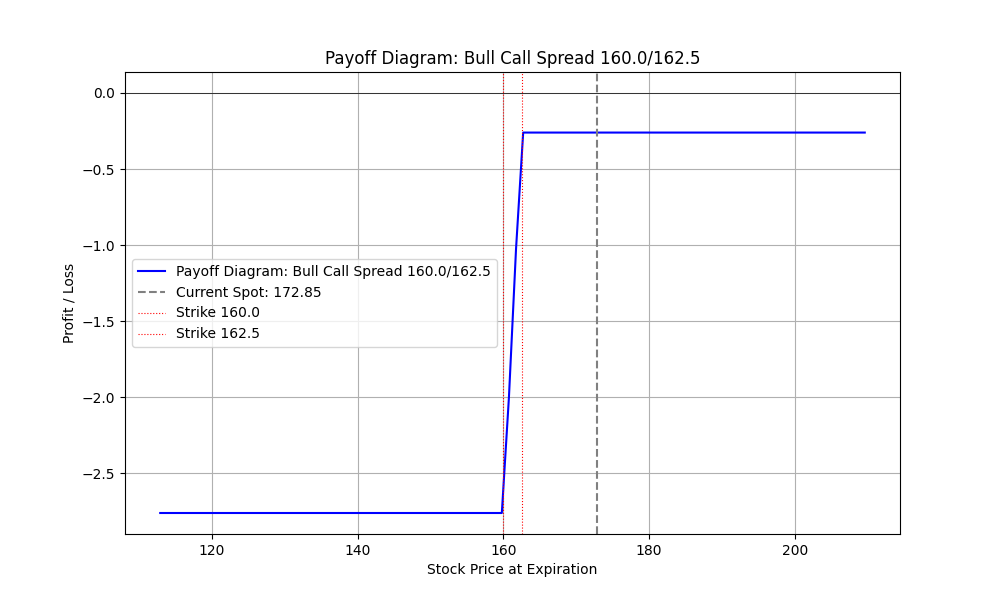 Payoff Diagram: Bull Call Spread 160.0/162.5
0.0
−0.5
−1.0
−1.5
−2.0
−2.5
Profit / Loss
Payoff Diagram: Bull Call Spread 160.0/162.5
Current Spot: 172.85
Strike 160.0
Strike 162.5
120 140 160 180 200
Stock Price at Expiration